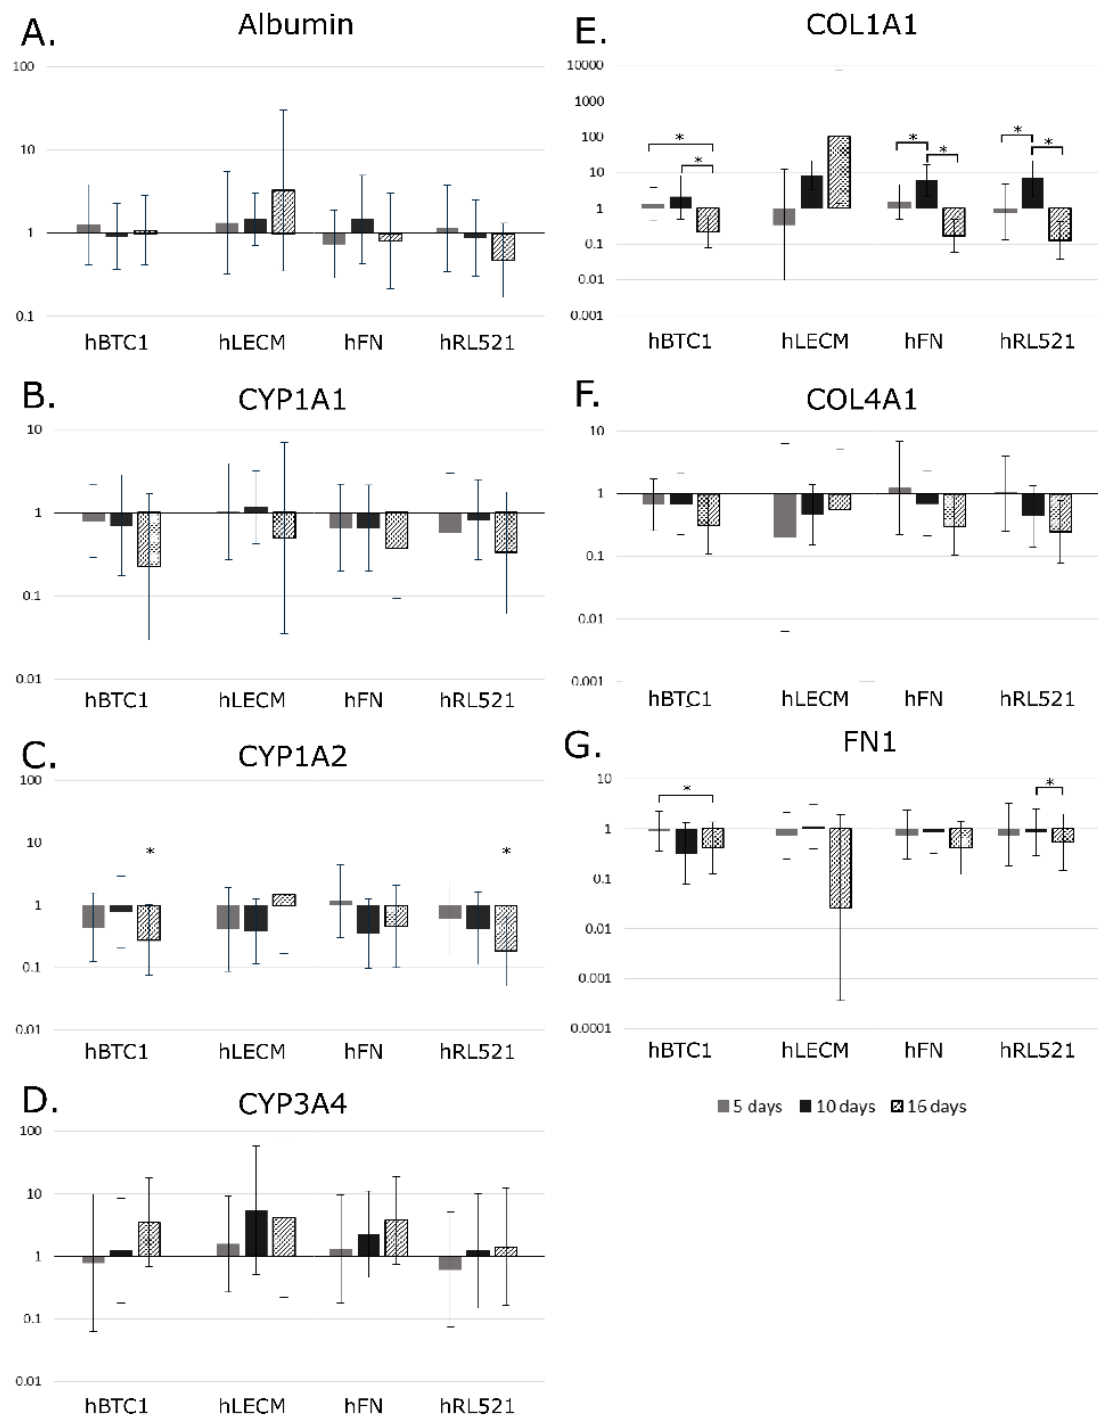 A.
Albumin
100
10
1
0.1
hBTC1 hLECM hFN hRL521
B.
CYP1A1
10
1
0.1
0.01
hBTC1 hLECM hFN hRL521
C.
CYP1A2
100
10
1
0.1
0.01
* *
hBTC1 hLECM hFN hRL521
D.
CYP3A4
100
10
1
0.1
0.01
hBTC1 hLECM hFN hRL521
E.
COL1A1
10000
1000
100
10
1
0.1
0.01
0.001
* * * * * *
hBTC1 hLECM hFN hRL521
F.
COL4A1
10
1
0.1
0.01
0.001
hBTC1 hLECM hFN hRL521
G.
FN1
10
1
0.1
0.01
0.001
0.0001
* *
hBTC1 hLECM hFN hRL521
5 days 10 days 16 days